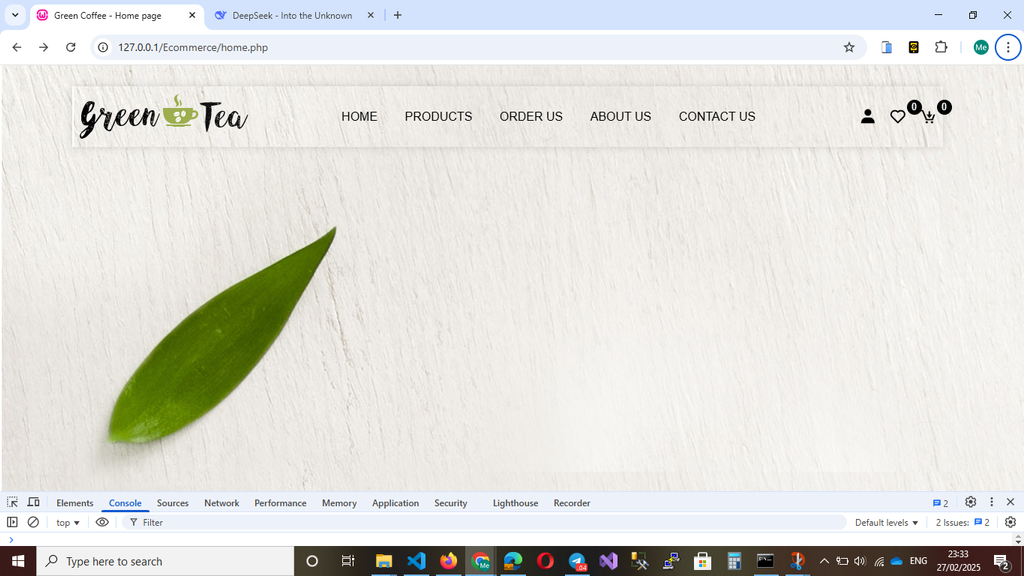 Green Coffee - Home page
DeepSeek - Into the Unknown
127.0.0.1/Ecommerce/home.php
Me
Green Tea
HOME
PRODUCTS
ORDER US
ABOUT US
CONTACT US
0
0
Elements
Console
Sources
Network
Performance
Memory
Application
Security
Lighthouse
Recorder
2
top
Filter
Default levels
2 Issues:
2
Type here to search
Me
.04
ENG
23:33
27/02/2025
2